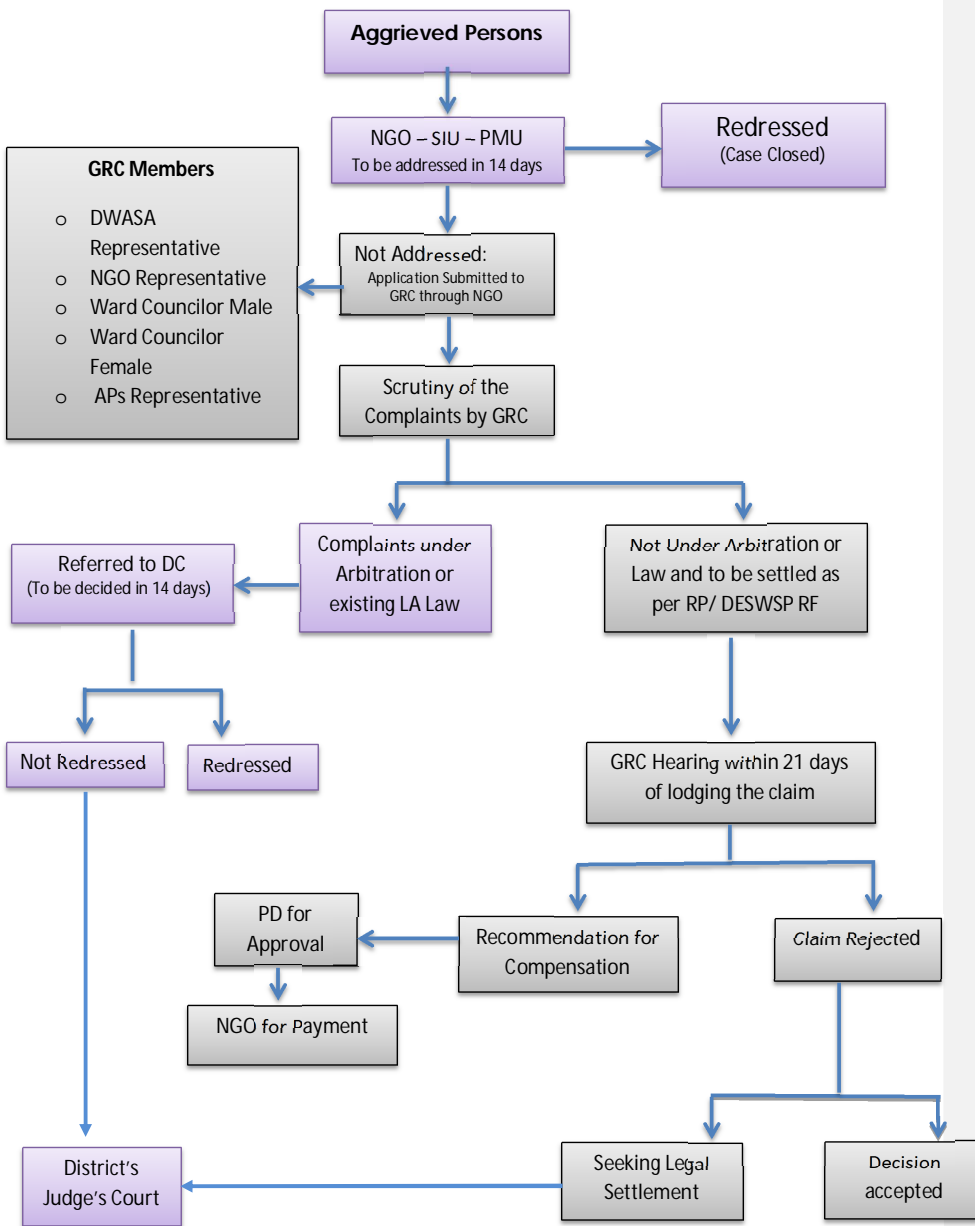 Aggrieved Persons
NGO – SIU – PMU
To be addressed in 14 days
Redressed
(Case Closed)
GRC Members
o DWASA
Representative
o NGO Representative
o Ward Councilor Male
o Ward Councilor
Female
o APs Representative
Not Addressed:
Application Submitted to
GRC through NGO
Scrutiny of the
Complaints by GRC
Complaints under
Arbitration or
existing LA Law
Referred to DC
(To be decided in 14 days)
Not Under Arbitration or
Law and to be settled as
per RP/ DESWSP RF
Not Redressed
Redressed
GRC Hearing within 21 days
of lodging the claim
PD for
Approval
Recommendation for
Compensation
Claim Rejected
NGO for Payment
District's
Judge's Court
Seeking Legal
Settlement
Decision
accepted